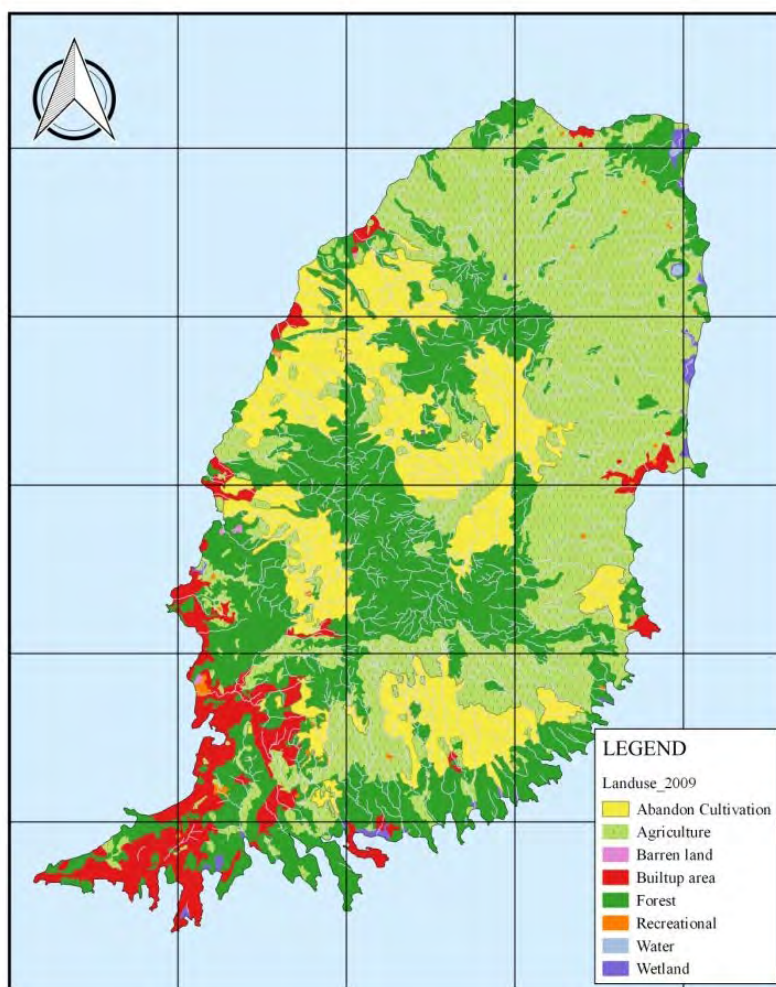 LEGEND
Landuse_2009
Abandon Cultivation
Agriculture
Barren land
Builtup area
Forest
Recreational
Water
Wetland